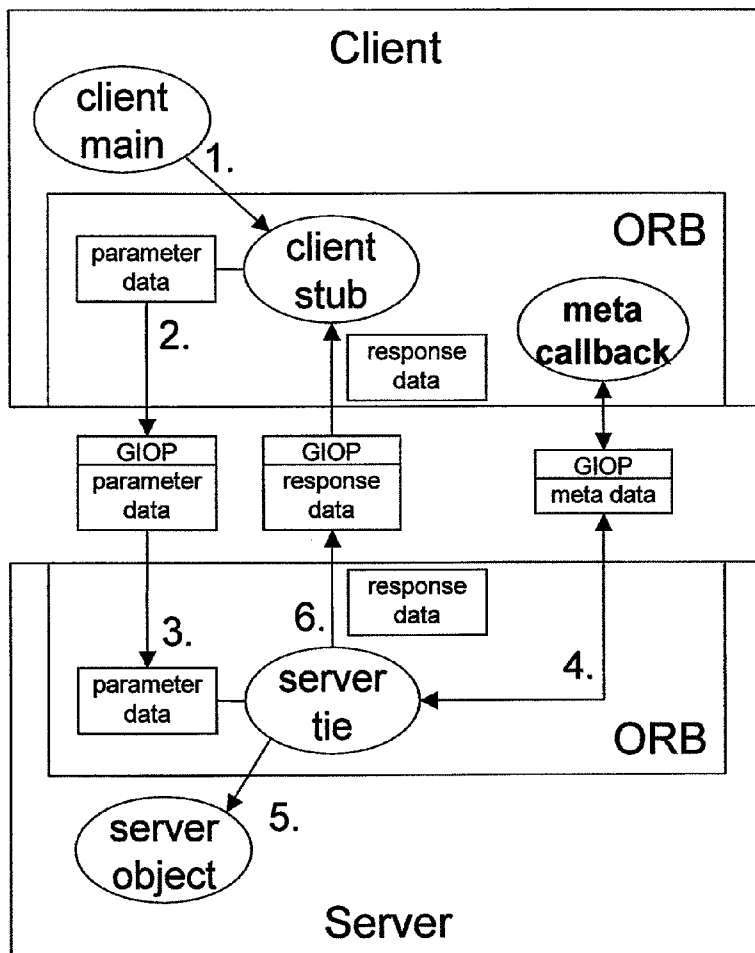 Client
client
main
1.
ORB
parameter
data
client
stub
meta
callback
2.
response
data
GIOP
parameter
data
GIOP
response
data
GIOP
meta data
response
data
3.
6.
4.
parameter
data
server
tie
ORB
5.
server
object
Server